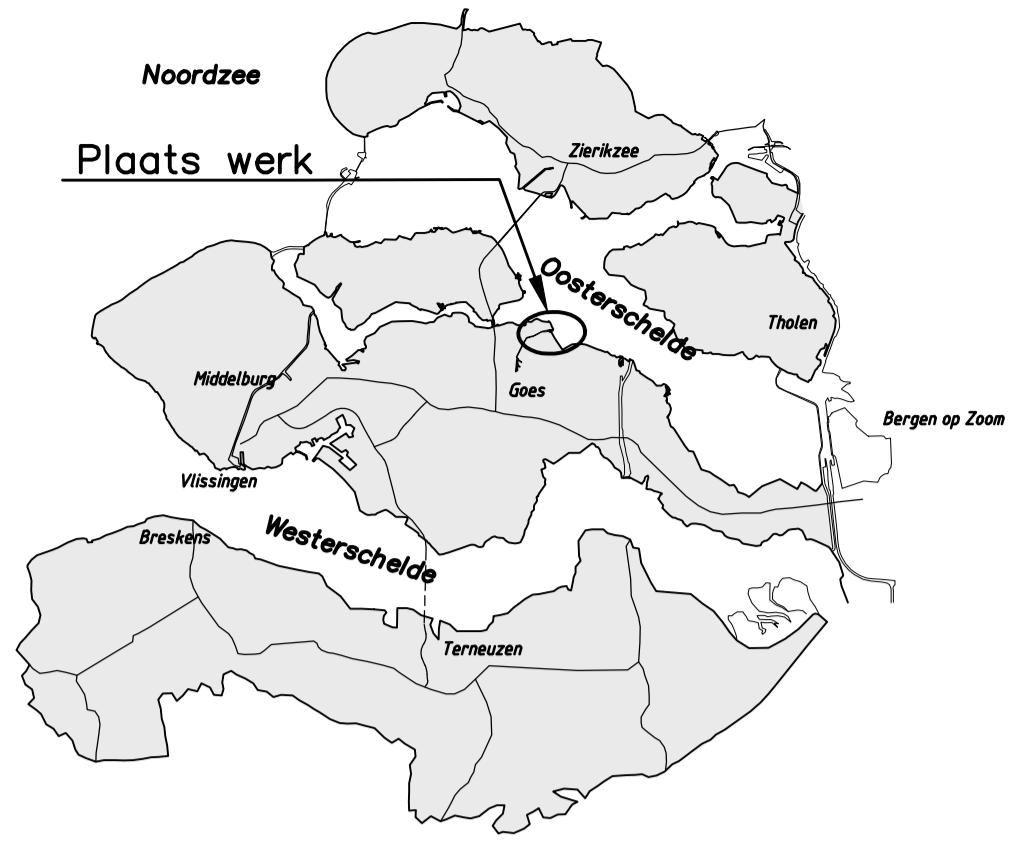 Noordzee
Plaats werk
Zierikzee
Oosterschelde
Tholen
Middelburg
Goes
Bergen op Zoom
Vlissingen
Westerschelde
Breskens
Terneuzen